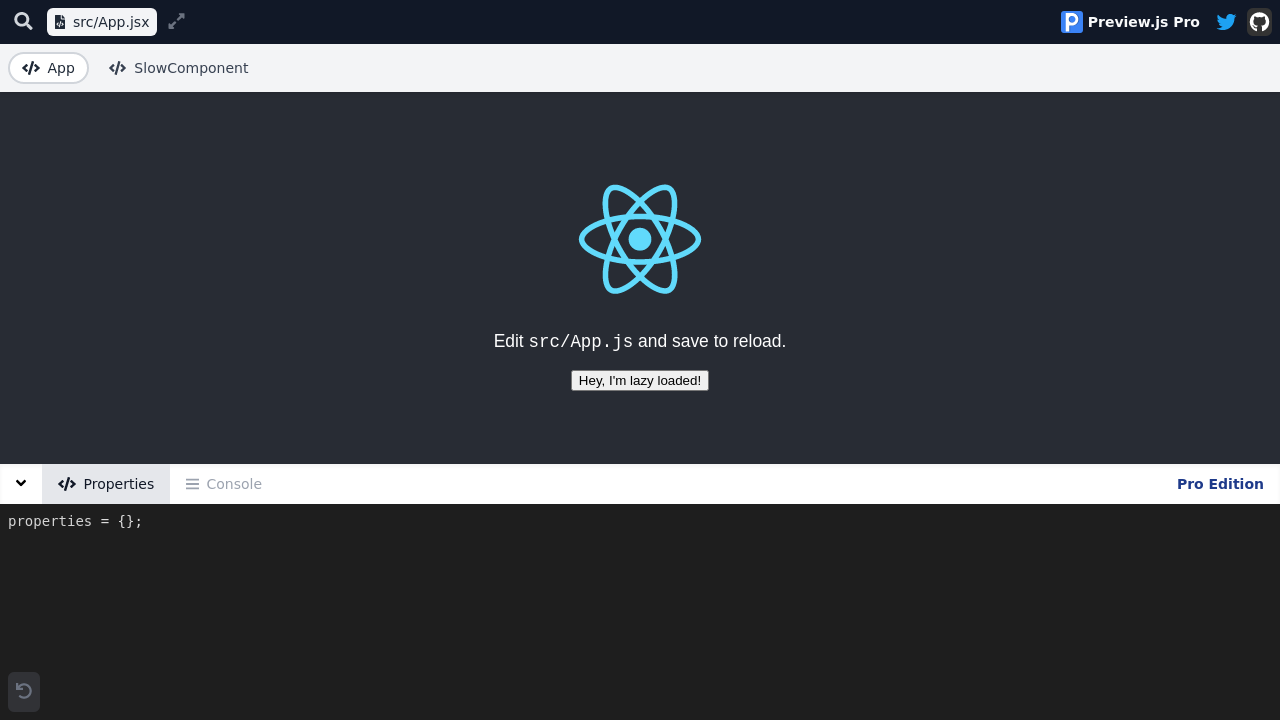 src/App.jsx
Preview.js Pro
App
SlowComponent
Edit src/App.js and save to reload.
Hey, I'm lazy loaded!
Properties
Console
Pro Edition
properties = {};